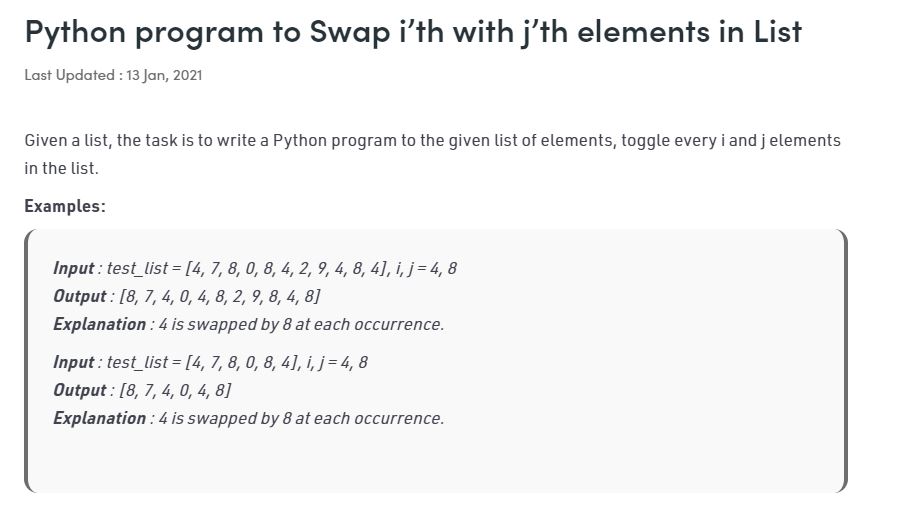 Python program to Swap i’th with j’th elements in List
Last Updated : 13 Jan, 2021
Given a list, the task is to write a Python program to the given list of elements, toggle every i and j elements
in the list.
Examples:
Input : test_list = [4, 7, 8, 0, 8, 4, 2, 9, 4, 8, 4], i, j = 4, 8
Output : [8, 7, 4, 0, 4, 8, 2, 9, 8, 4, 8]
Explanation : 4 is swapped by 8 at each occurrence.
Input : test_list = [4, 7, 8, 0, 8, 4], i, j = 4, 8
Output : [8, 7, 4, 0, 4, 8]
Explanation : 4 is swapped by 8 at each occurrence.